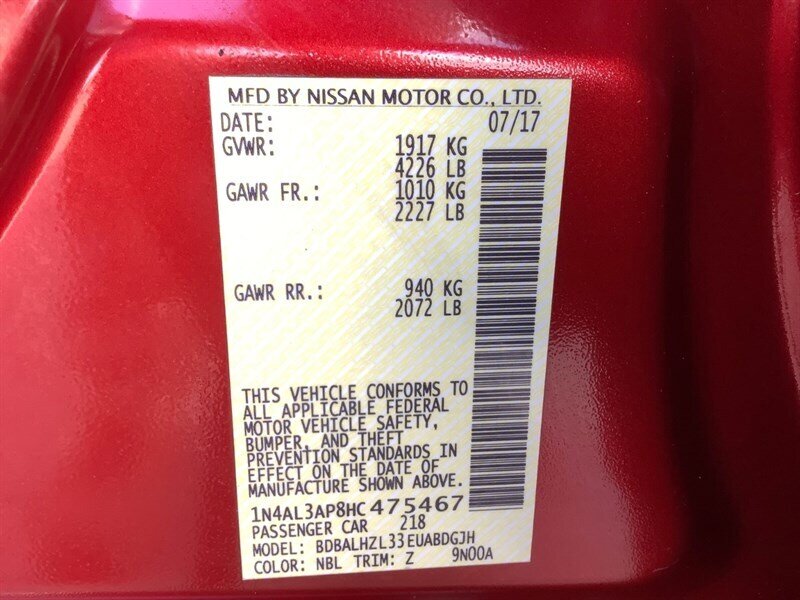 MFD BY NISSAN MOTOR CO., LTD.
DATE: 07/17
GVWR: 1917 KG
4226 LB
GAWR FR.: 1010 KG
2227 LB
GAWR RR.: 940 KG
2072 LB
THIS VEHICLE CONFORMS TO
ALL APPLICABLE FEDERAL
MOTOR VEHICLE SAFETY,
BUMPER, AND THEFT
PREVENTION STANDARDS IN
EFFECT ON THE DATE OF
MANUFACTURE SHOWN ABOVE.
1N4AL3AP8HC475467
PASSENGER CAR 218
MODEL: BDBALHZL33EUABDGJH
COLOR: NBL TRIM: Z 9N00A